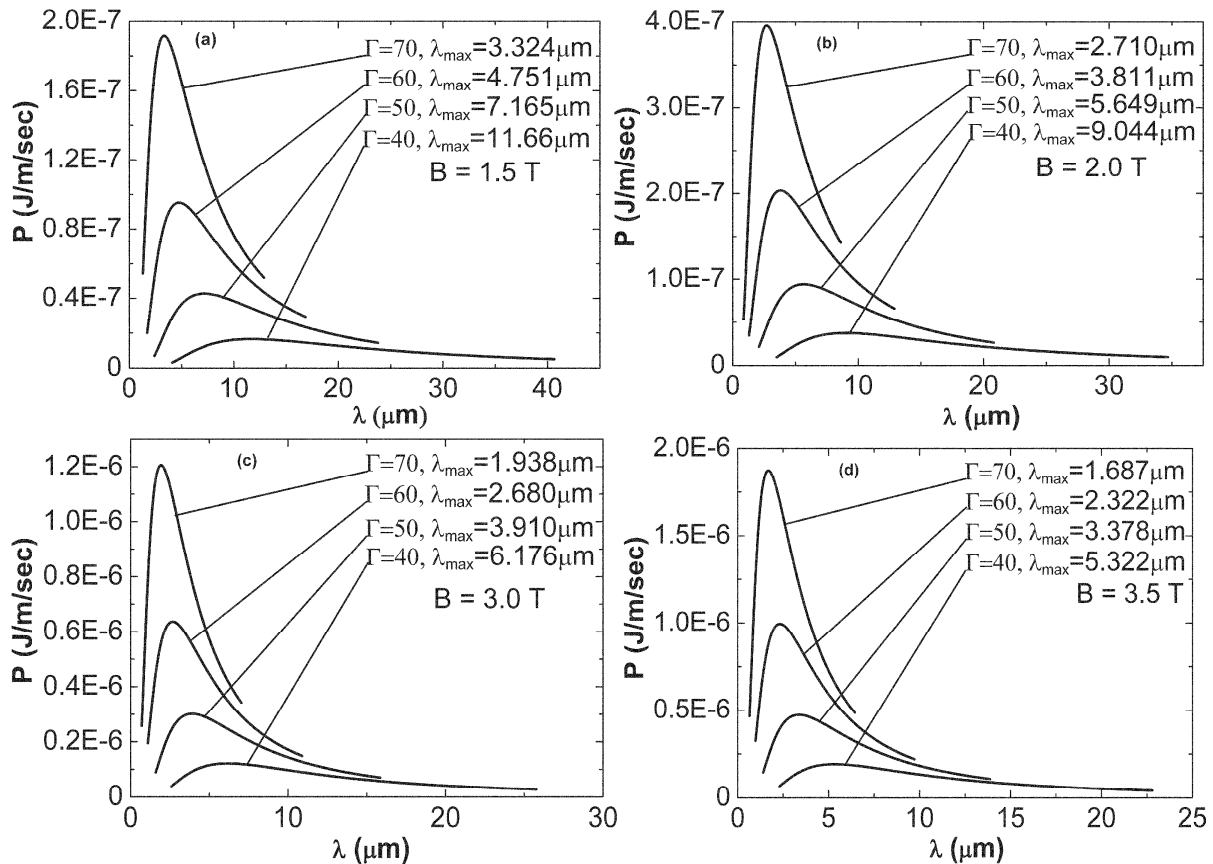 (a)
P (J/m/sec)
2.0E-7
1.6E-7
1.2E-7
0.8E-7
0.4E-7
0
Γ=70, λmax=3.324μm
Γ=60, λmax=4.751μm
Γ=50, λmax=7.165μm
Γ=40, λmax=11.66μm
B = 1.5 T
0 10 20 30 40
λ (μm)
(b)
P (J/m/sec)
4.0E-7
3.0E-7
2.0E-7
1.0E-7
0
Γ=70, λmax=2.710μm
Γ=60, λmax=3.811μm
Γ=50, λmax=5.649μm
Γ=40, λmax=9.044μm
B = 2.0 T
0 10 20 30
λ (μm)
(c)
P (J/m/sec)
1.2E-6
1.0E-6
0.8E-6
0.6E-6
0.4E-6
0.2E-6
0
Γ=70, λmax=1.938μm
Γ=60, λmax=2.680μm
Γ=50, λmax=3.910μm
Γ=40, λmax=6.176μm
B = 3.0 T
0 10 20 30
λ (μm)
(d)
P (J/m/sec)
2.0E-6
1.5E-6
1.0E-6
0.5E-6
0
Γ=70, λmax=1.687μm
Γ=60, λmax=2.322μm
Γ=50, λmax=3.378μm
Γ=40, λmax=5.322μm
B = 3.5 T
0 5 10 15 20 25
λ (μm)